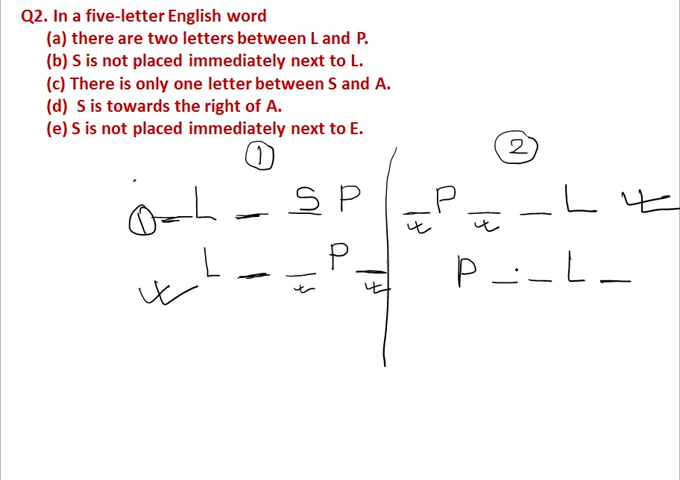 Q2. In a five-letter English word
(a) there are two letters between L and P.
(b) S is not placed immediately next to L.
(c) There is only one letter between S and A.
(d) S is towards the right of A.
(e) S is not placed immediately next to E.
1 2
1 _ L _ S P _ P _ _ L
L _ _ P _ P _ _ L _